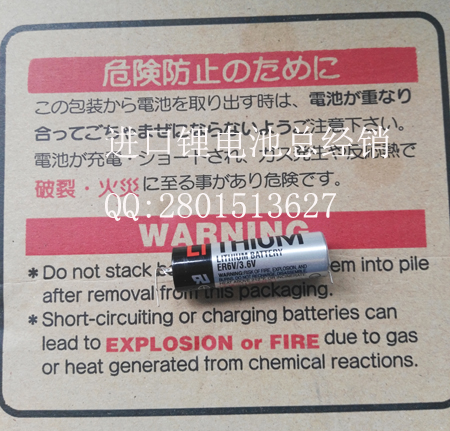 危険防止のために
この包装から電池を取り出す時は、電池が重なり
合ってごちゃまぜにならないようご注意下さい。
进口锂电池总经销
電池が充電・ショートされ、ガス発生や反応熱で
破裂・火災に至る事があり危険です。
QQ:2801513627
WARNING
LITHIUM
LITHIUM BATTERY
ER6V/3.6V
WARNING: RISK OF FIRE, EXPLOSION AND
* Do not stack b em into pile
after removal from this packaging.
* Short-circuiting or charging batteries can
lead to EXPLOSION or FIRE due to gas
or heat generated from chemical reactions.